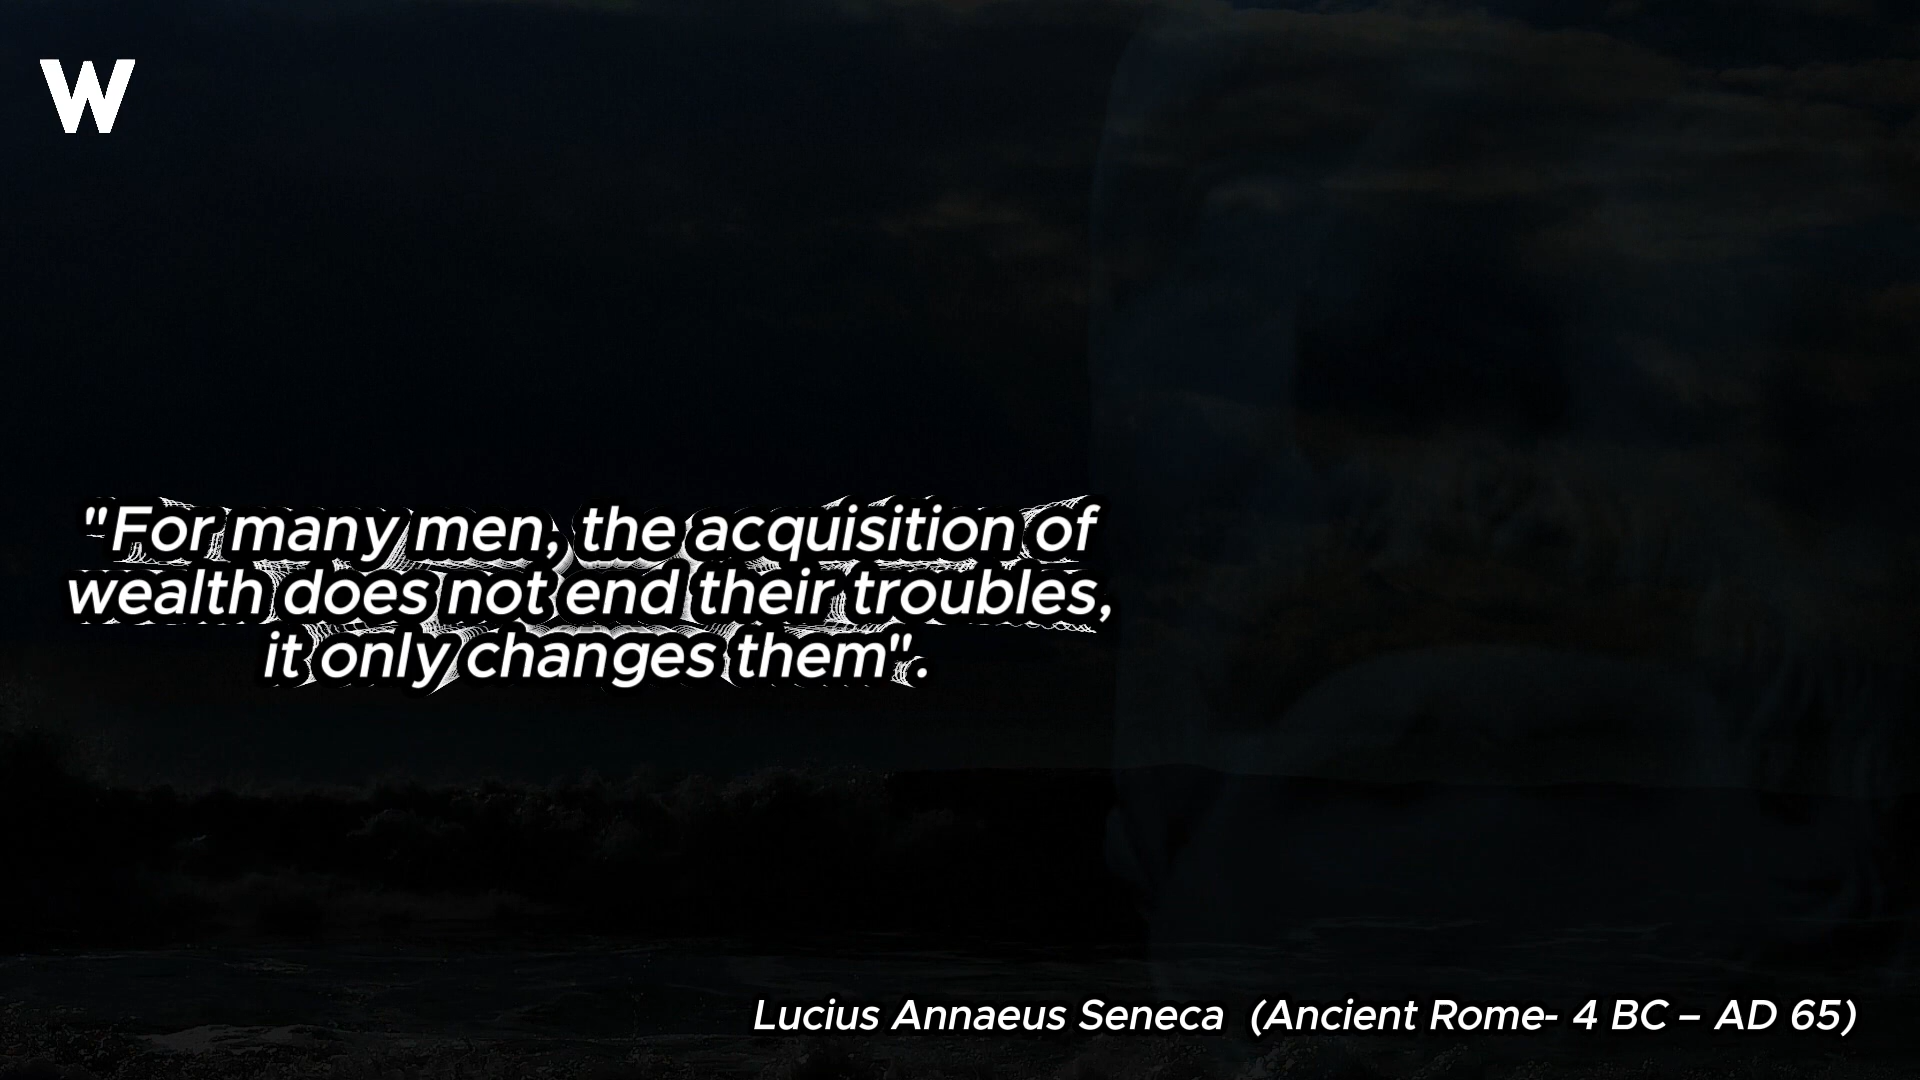 W
"For many men, the acquisition of
wealth does not end their troubles,
it only changes them".
Lucius Annaeus Seneca  (Ancient Rome- 4 BC – AD 65)